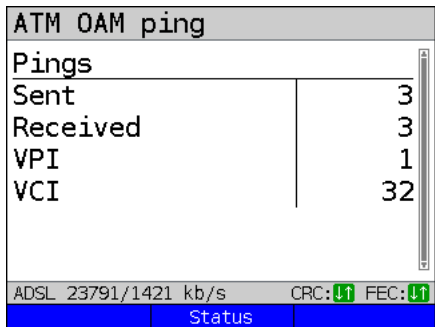 ATM OAM ping
Pings
Sent 3
Received 3
VPI 1
VCI 32
ADSL 23791/1421 kb/s CRC:↓↑ FEC:↓↑
Status